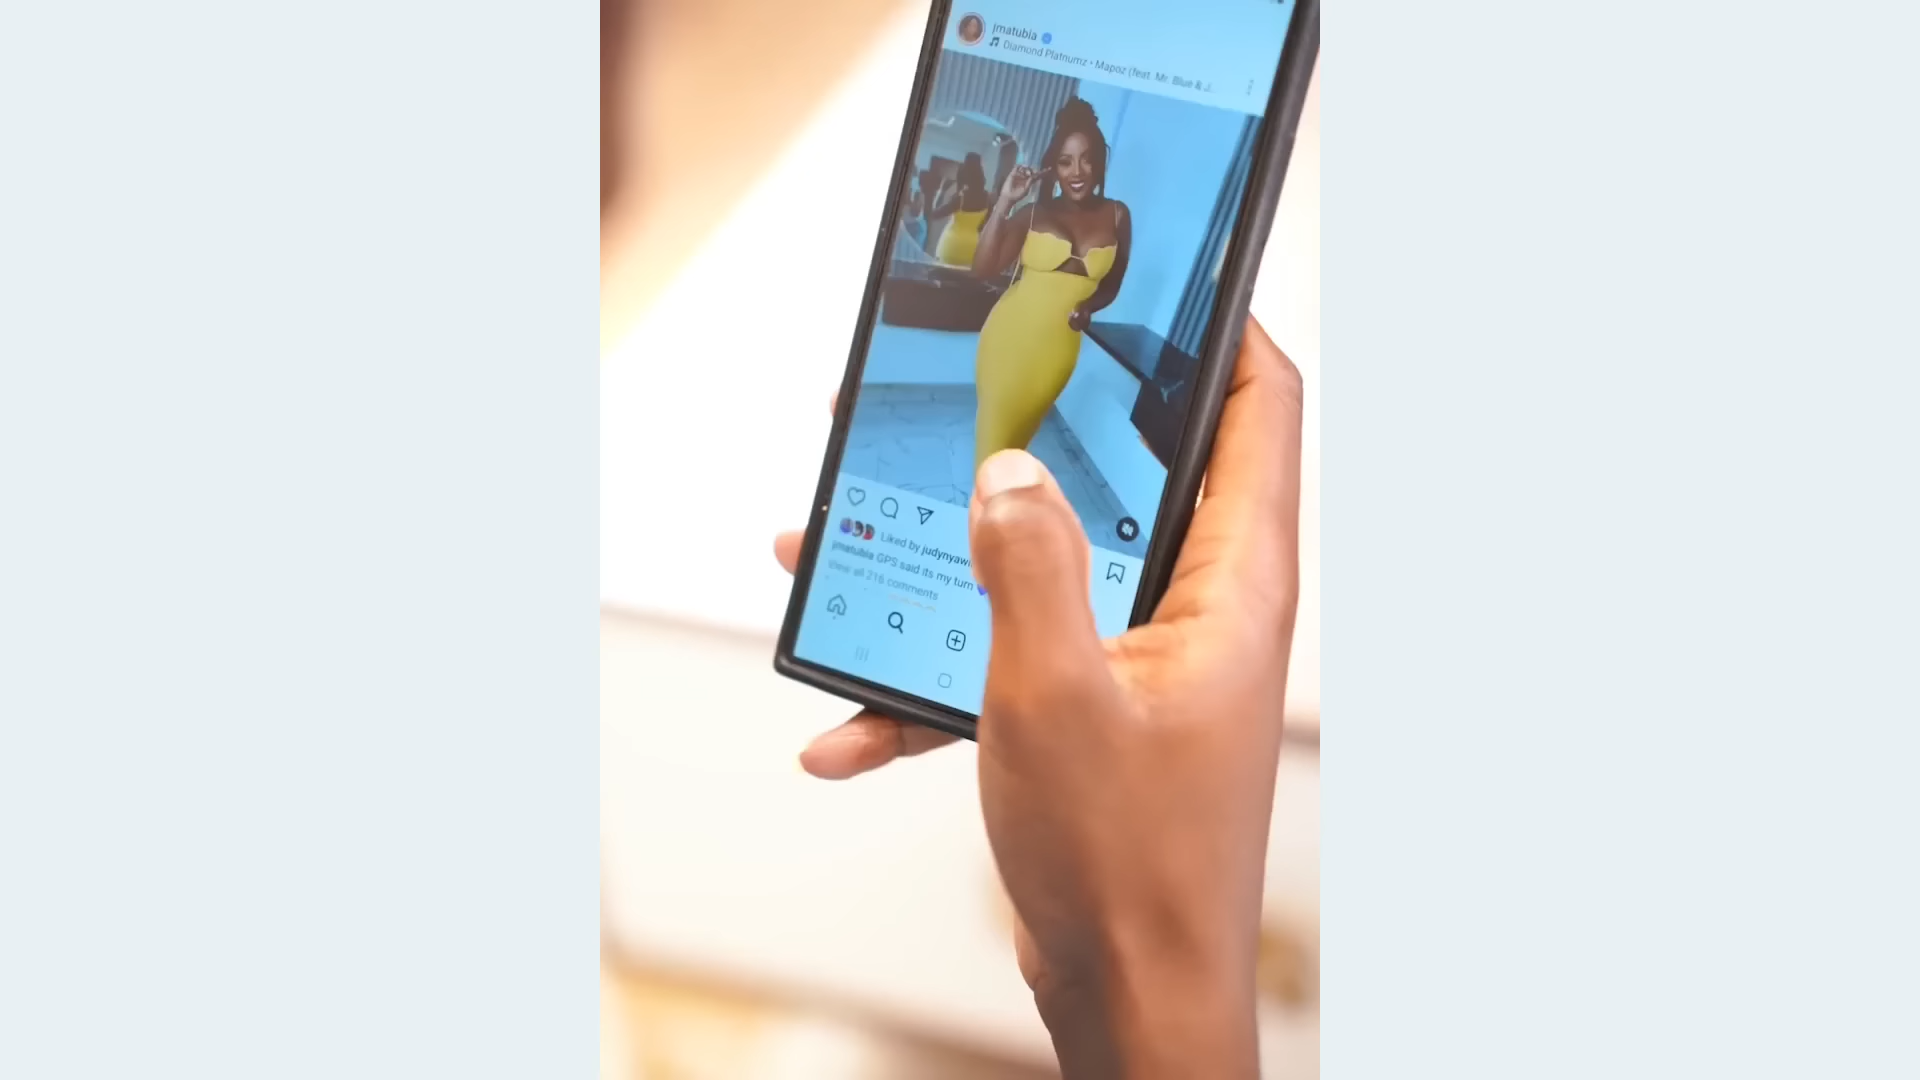 jmatubia
Diamond Platnumz • Mapoz (feat. Mr. Blue & J...
Liked by judynyawi
jmatubia GPS said its my turn
View all 216 comments